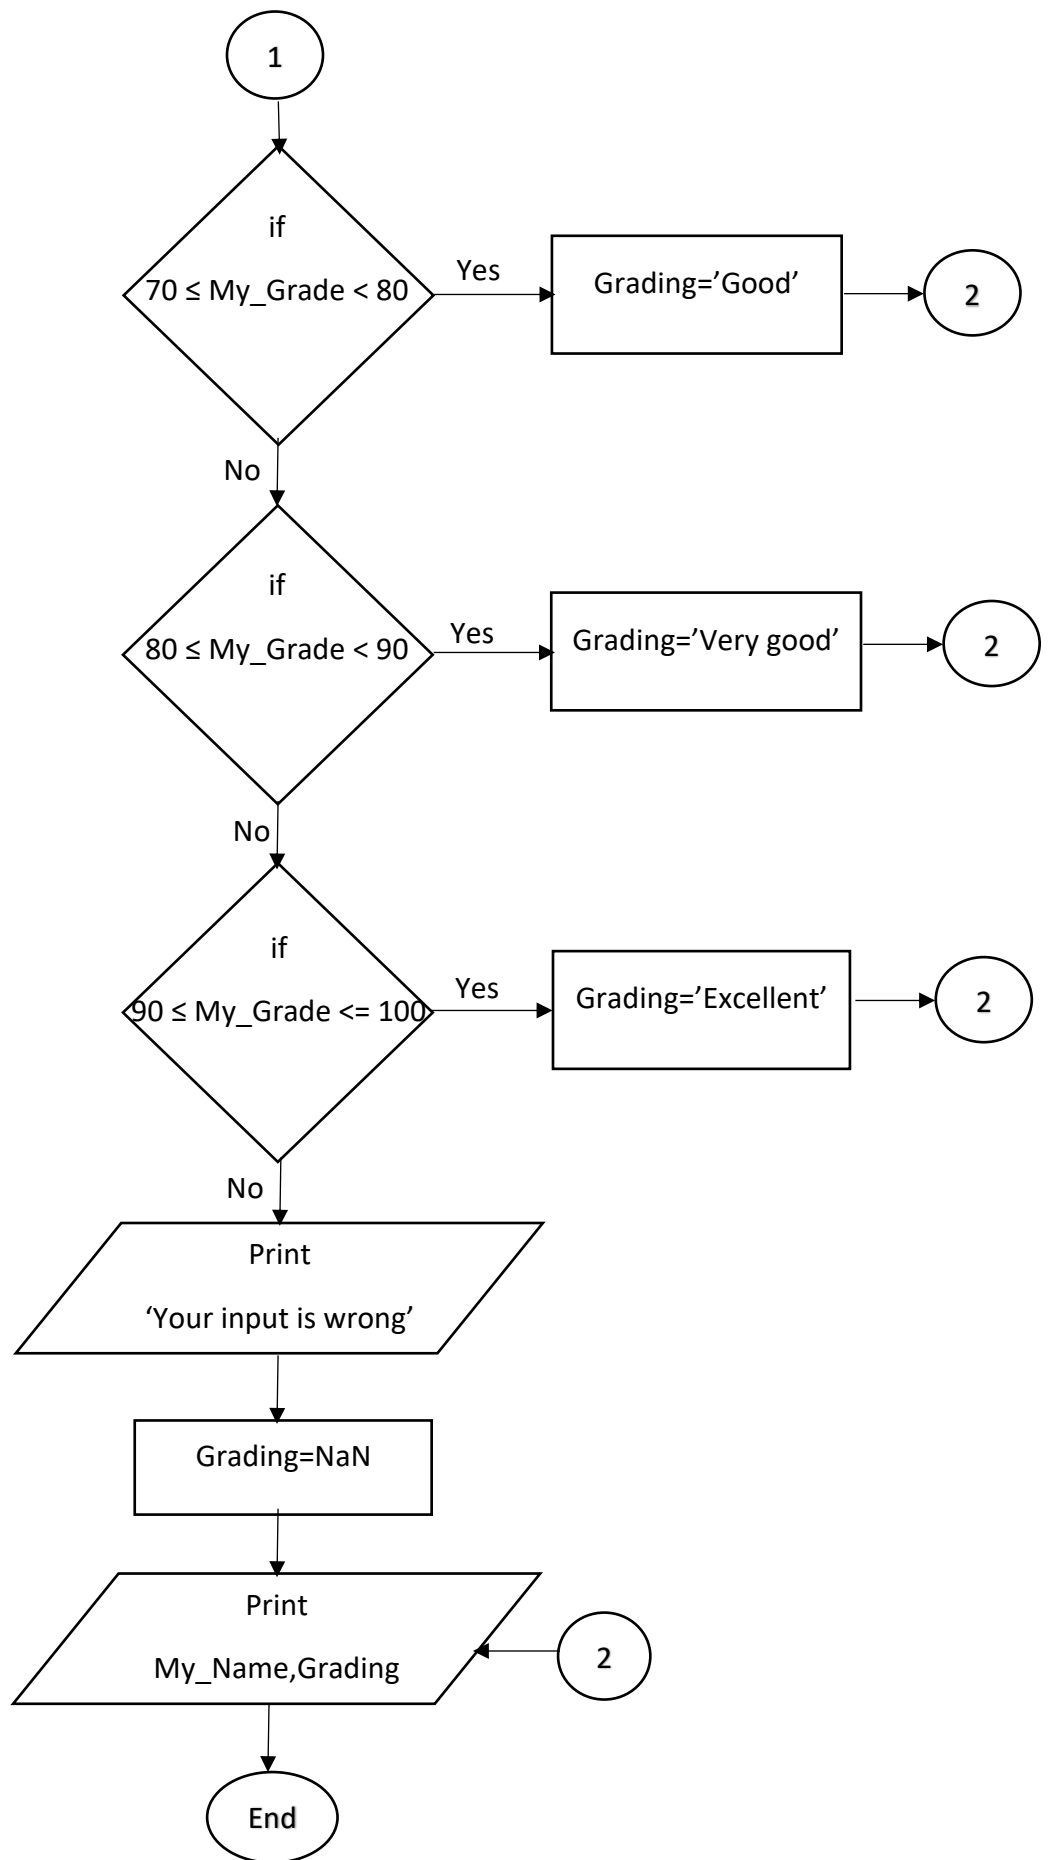 1
if
70 ≤ My_Grade < 80
Yes
Grading=’Good’
2
No
if
80 ≤ My_Grade < 90
Yes
Grading=’Very good’
2
No
if
90 ≤ My_Grade <= 100
Yes
Grading=’Excellent’
2
No
Print
‘Your input is wrong’
Grading=NaN
Print
My_Name,Grading
2
End